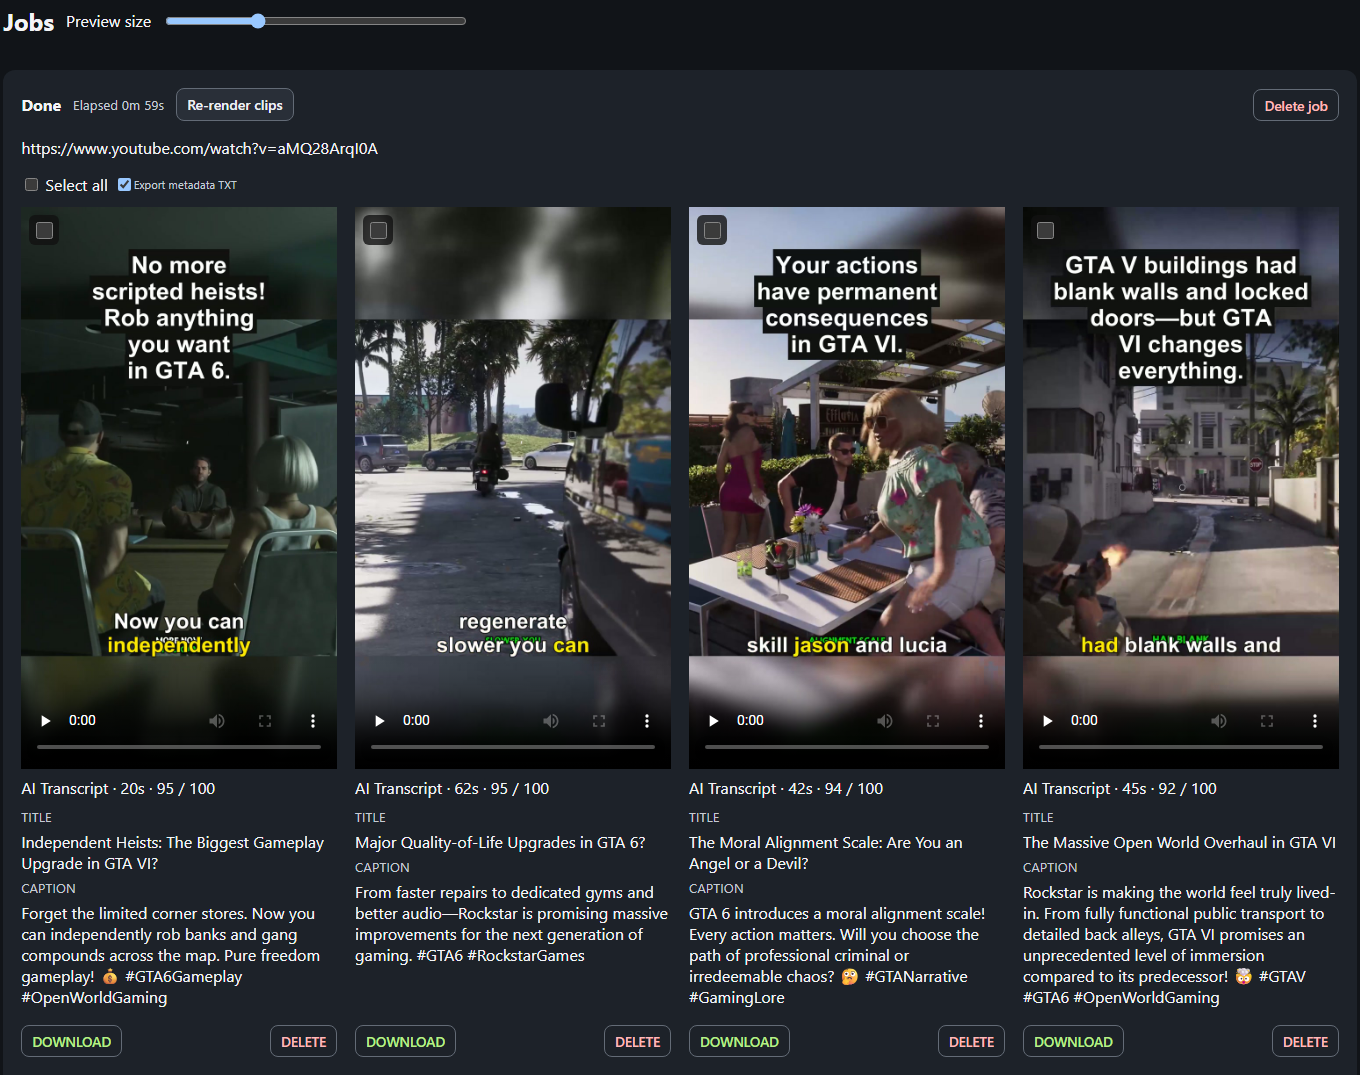 Jobs Preview size
Done Elapsed 0m 59s Re-render clips Delete job
https://www.youtube.com/watch?v=aMQ28ArqI0A
Select all Export metadata TXT
No more
scripted heists!
Rob anything
you want
in GTA 6.
Now you can
MORE NOW
independently
0:00
AI Transcript · 20s · 95 / 100
TITLE
Independent Heists: The Biggest Gameplay
Upgrade in GTA VI?
CAPTION
Forget the limited corner stores. Now you
can independently rob banks and gang
compounds across the map. Pure freedom
gameplay! 💰 #GTA6Gameplay
#OpenWorldGaming
DOWNLOAD DELETE
regenerate
SLOWER YOU
slower you can
0:00
AI Transcript · 62s · 95 / 100
TITLE
Major Quality-of-Life Upgrades in GTA 6?
CAPTION
From faster repairs to dedicated gyms and
better audio—Rockstar is promising massive
improvements for the next generation of
gaming. #GTA6 #RockstarGames
DOWNLOAD DELETE
Your actions
have permanent
consequences
in GTA VI.
ALIGNMENT SCALE
skill jason and lucia
0:00
AI Transcript · 42s · 94 / 100
TITLE
The Moral Alignment Scale: Are You an
Angel or a Devil?
CAPTION
GTA 6 introduces a moral alignment scale!
Every action matters. Will you choose the
path of professional criminal or
irredeemable chaos? 🤔 #GTANarrative
#GamingLore
DOWNLOAD DELETE
GTA V buildings had
blank walls and locked
doors—but GTA
VI changes
everything.
STOP
HAD BLANK
had blank walls and
0:00
AI Transcript · 45s · 92 / 100
TITLE
The Massive Open World Overhaul in GTA VI
CAPTION
Rockstar is making the world feel truly lived-
in. From fully functional public transport to
detailed back alleys, GTA VI promises an
unprecedented level of immersion
compared to its predecessor! 🤯 #GTAV
#GTA6 #OpenWorldGaming
DOWNLOAD DELETE